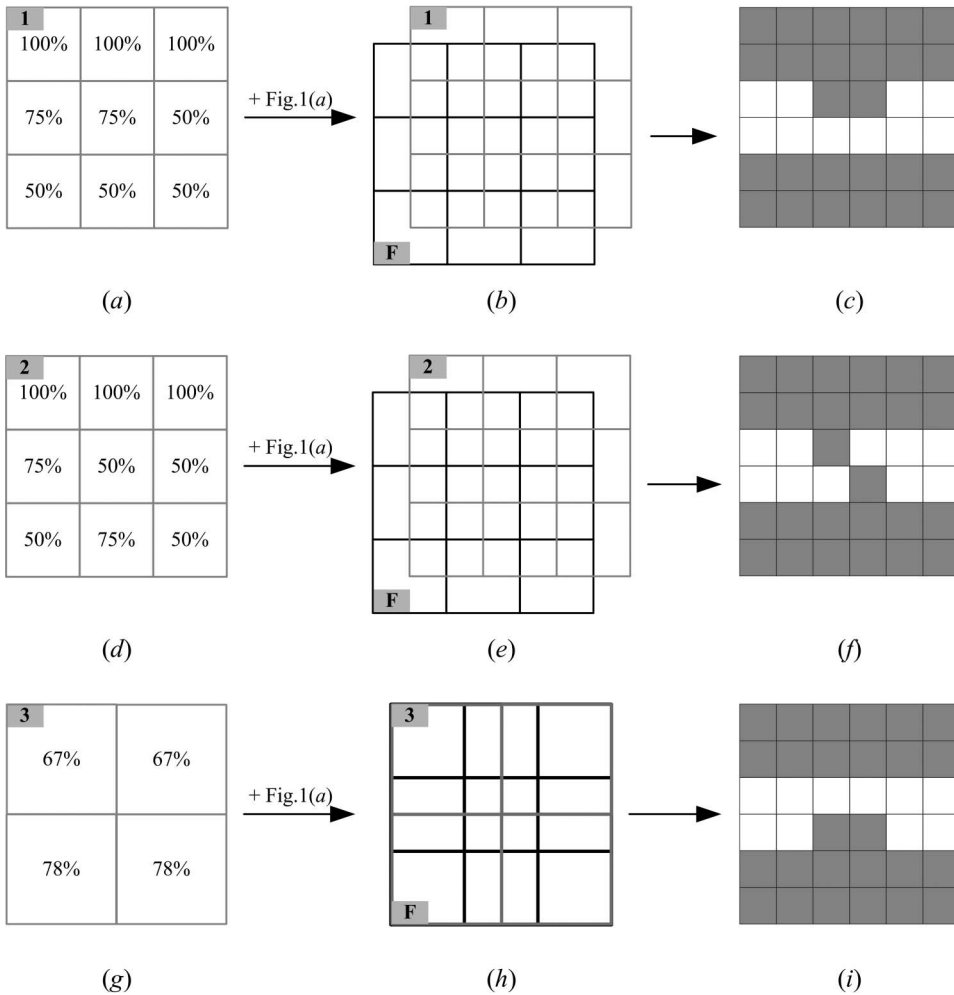 1
100% 100% 100%
75% 75% 50%
50% 50% 50%
+ Fig.1(a)
1
F
(a) (b) (c)
2
100% 100% 100%
75% 50% 50%
50% 75% 50%
+ Fig.1(a)
2
F
(d) (e) (f)
3
67% 67%
78% 78%
+ Fig.1(a)
3
F
(g) (h) (i)